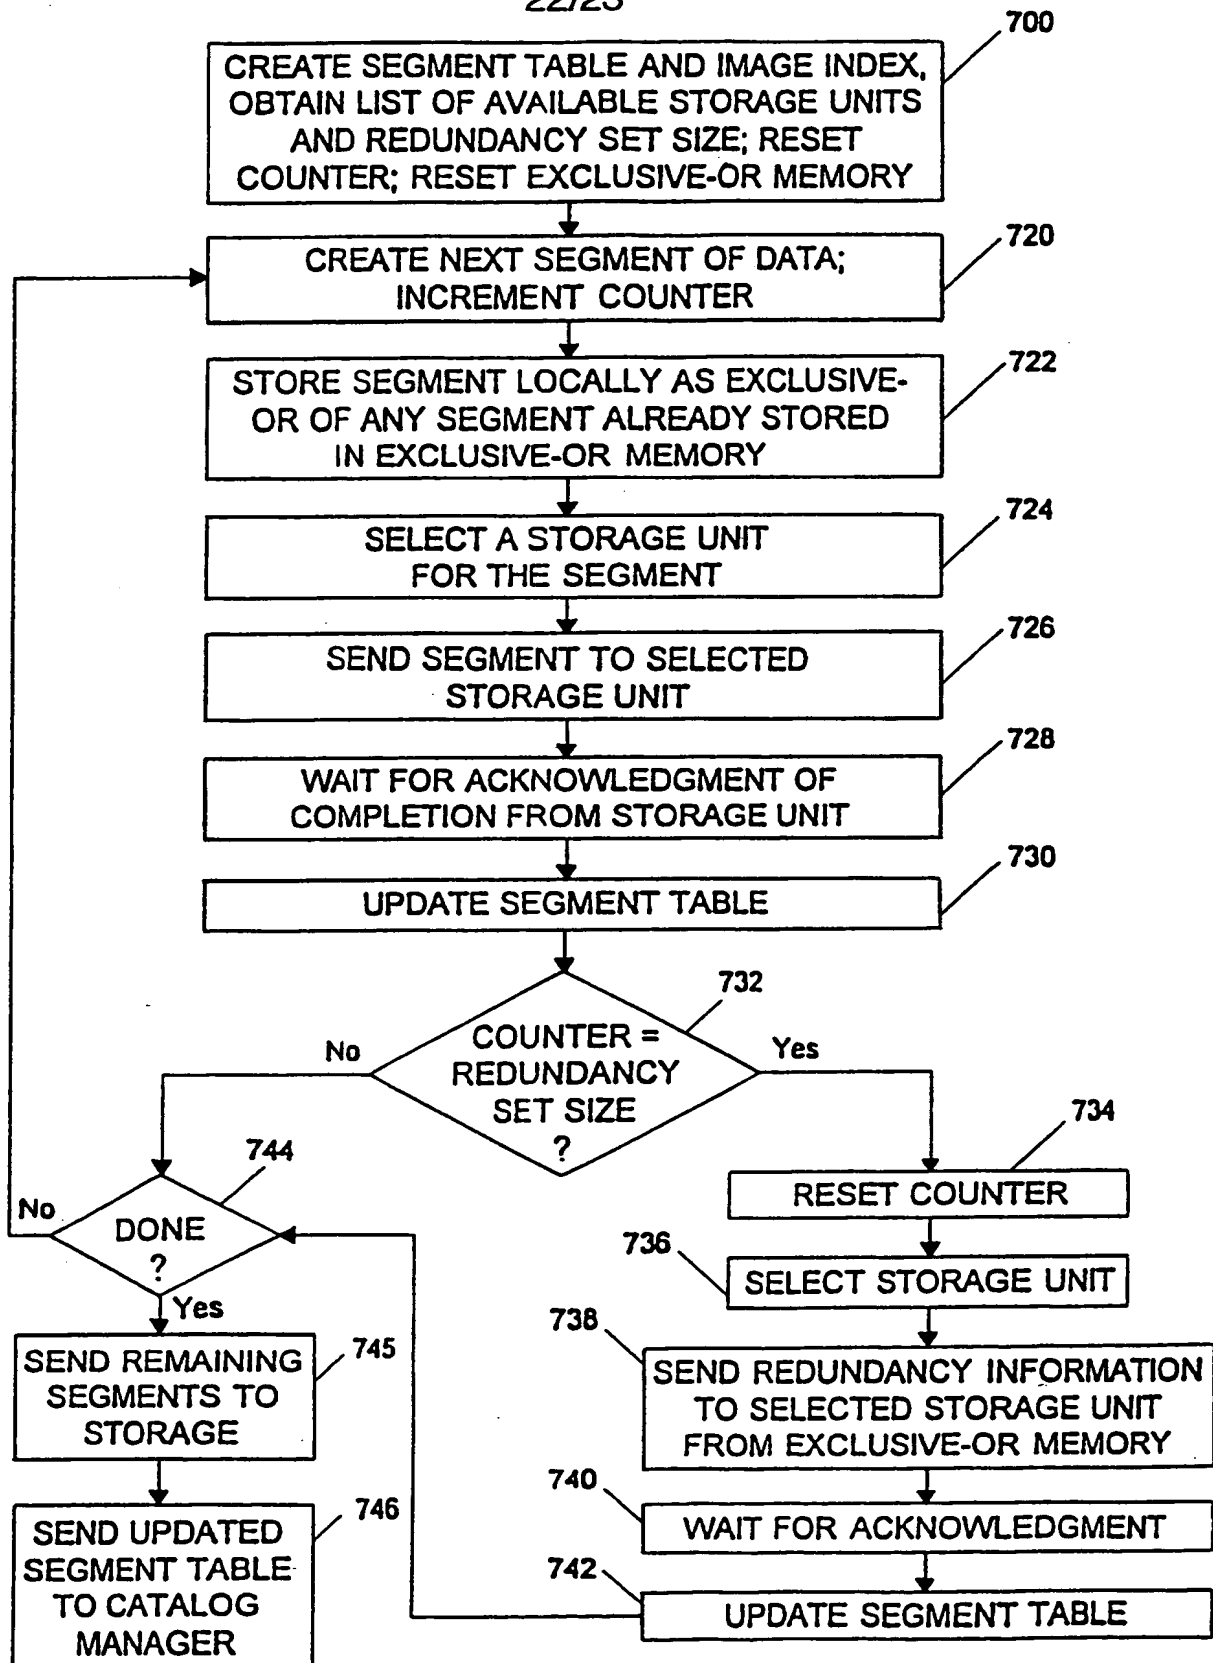 22/23
700
CREATE SEGMENT TABLE AND IMAGE INDEX,
OBTAIN LIST OF AVAILABLE STORAGE UNITS
AND REDUNDANCY SET SIZE; RESET
COUNTER; RESET EXCLUSIVE-OR MEMORY
720
CREATE NEXT SEGMENT OF DATA;
INCREMENT COUNTER
722
STORE SEGMENT LOCALLY AS EXCLUSIVE-
OR OF ANY SEGMENT ALREADY STORED
IN EXCLUSIVE-OR MEMORY
724
SELECT A STORAGE UNIT
FOR THE SEGMENT
726
SEND SEGMENT TO SELECTED
STORAGE UNIT
728
WAIT FOR ACKNOWLEDGMENT OF
COMPLETION FROM STORAGE UNIT
730
UPDATE SEGMENT TABLE
732
COUNTER =
REDUNDANCY
SET SIZE
?
No
Yes
734
RESET COUNTER
736
SELECT STORAGE UNIT
738
SEND REDUNDANCY INFORMATION
TO SELECTED STORAGE UNIT
FROM EXCLUSIVE-OR MEMORY
740
WAIT FOR ACKNOWLEDGMENT
742
UPDATE SEGMENT TABLE
744
DONE
?
No
Yes
745
SEND REMAINING
SEGMENTS TO
STORAGE
746
SEND UPDATED
SEGMENT TABLE
TO CATALOG
MANAGER